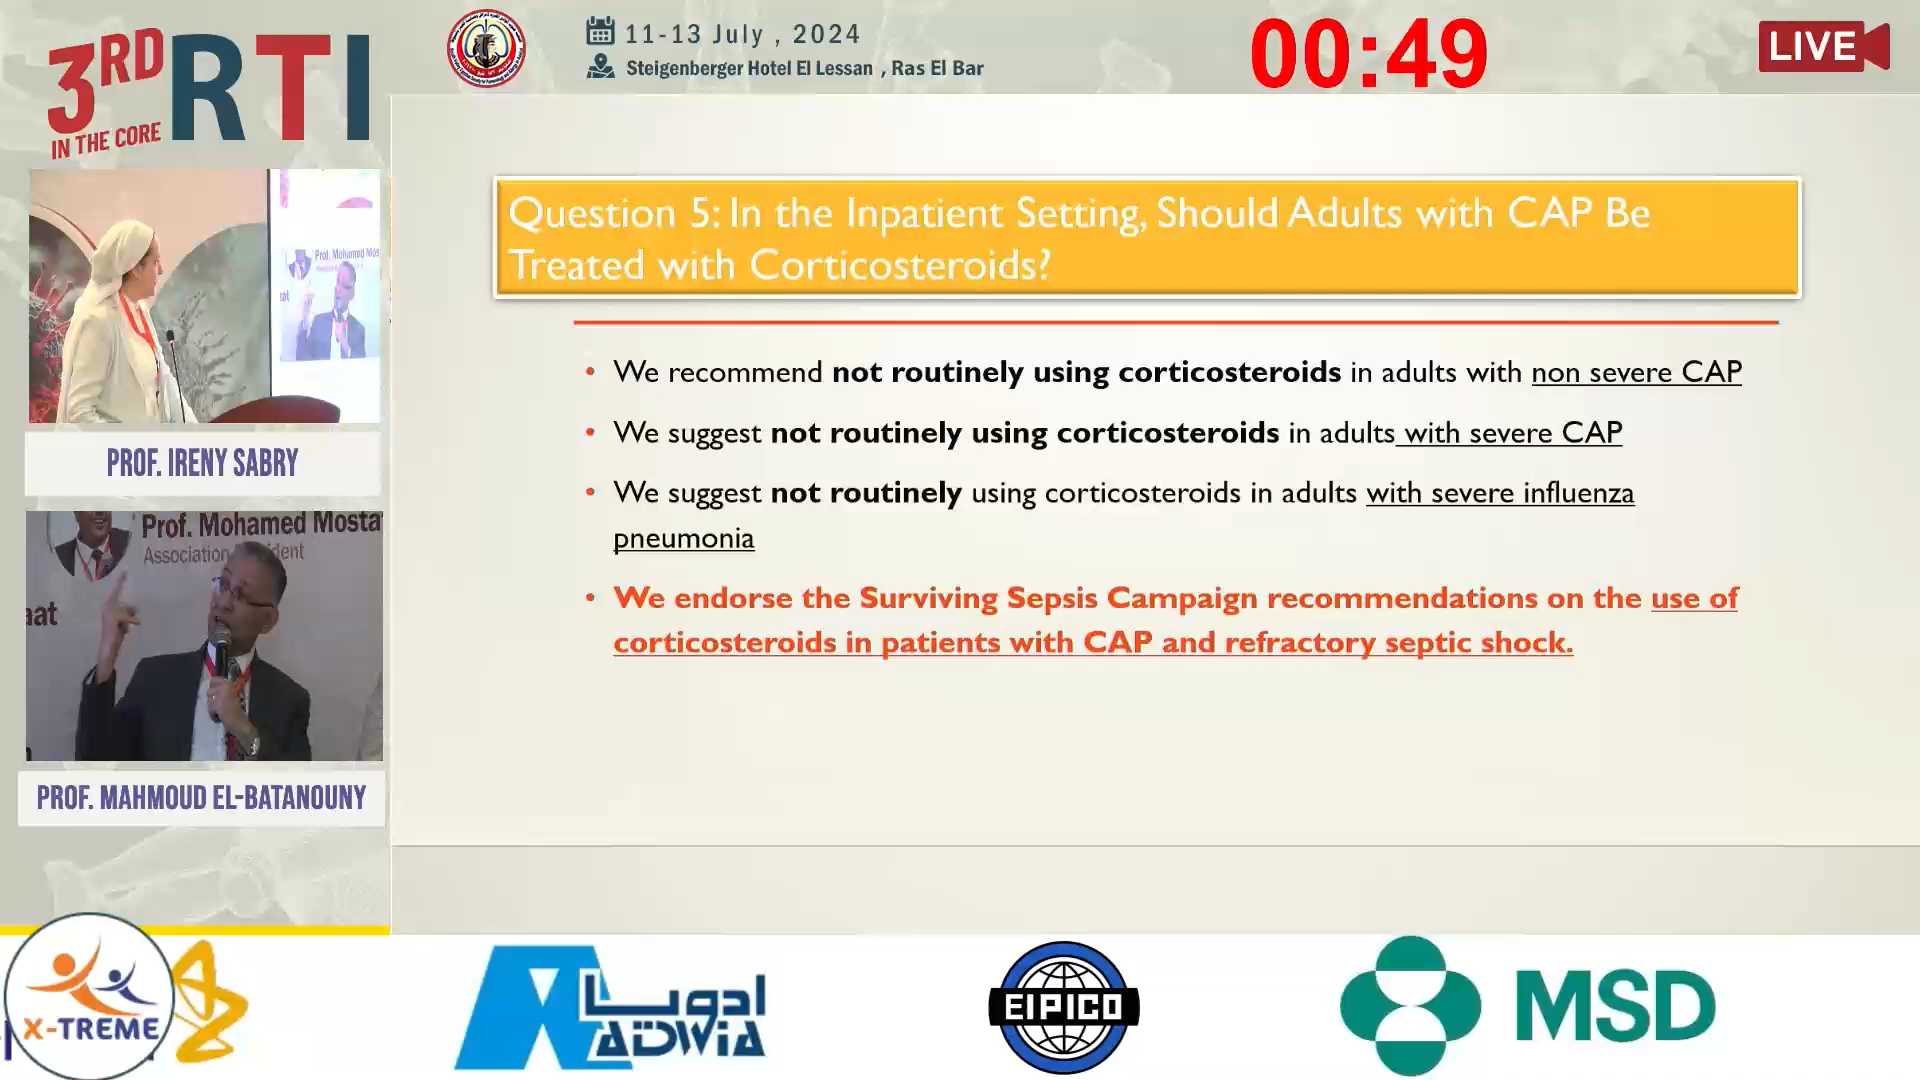 3RD RTI
IN THE CORE
11-13 July , 2024
Steigenberger Hotel El Lessan , Ras El Bar
00:49
LIVE
Question 5: In the Inpatient Setting, Should Adults with CAP Be
Treated with Corticosteroids?
• We recommend not routinely using corticosteroids in adults with non severe CAP
• We suggest not routinely using corticosteroids in adults with severe CAP
• We suggest not routinely using corticosteroids in adults with severe influenza
pneumonia
• We endorse the Surviving Sepsis Campaign recommendations on the use of
corticosteroids in patients with CAP and refractory septic shock.
Prof. Mohamed Mos
PROF. IRENY SABRY
Prof. Mohamed Mosta
Association
dent
aat
PROF. MAHMOUD EL-BATANOUNY
X-TREME
ادويا
ADWIA
EIPICO
MSD